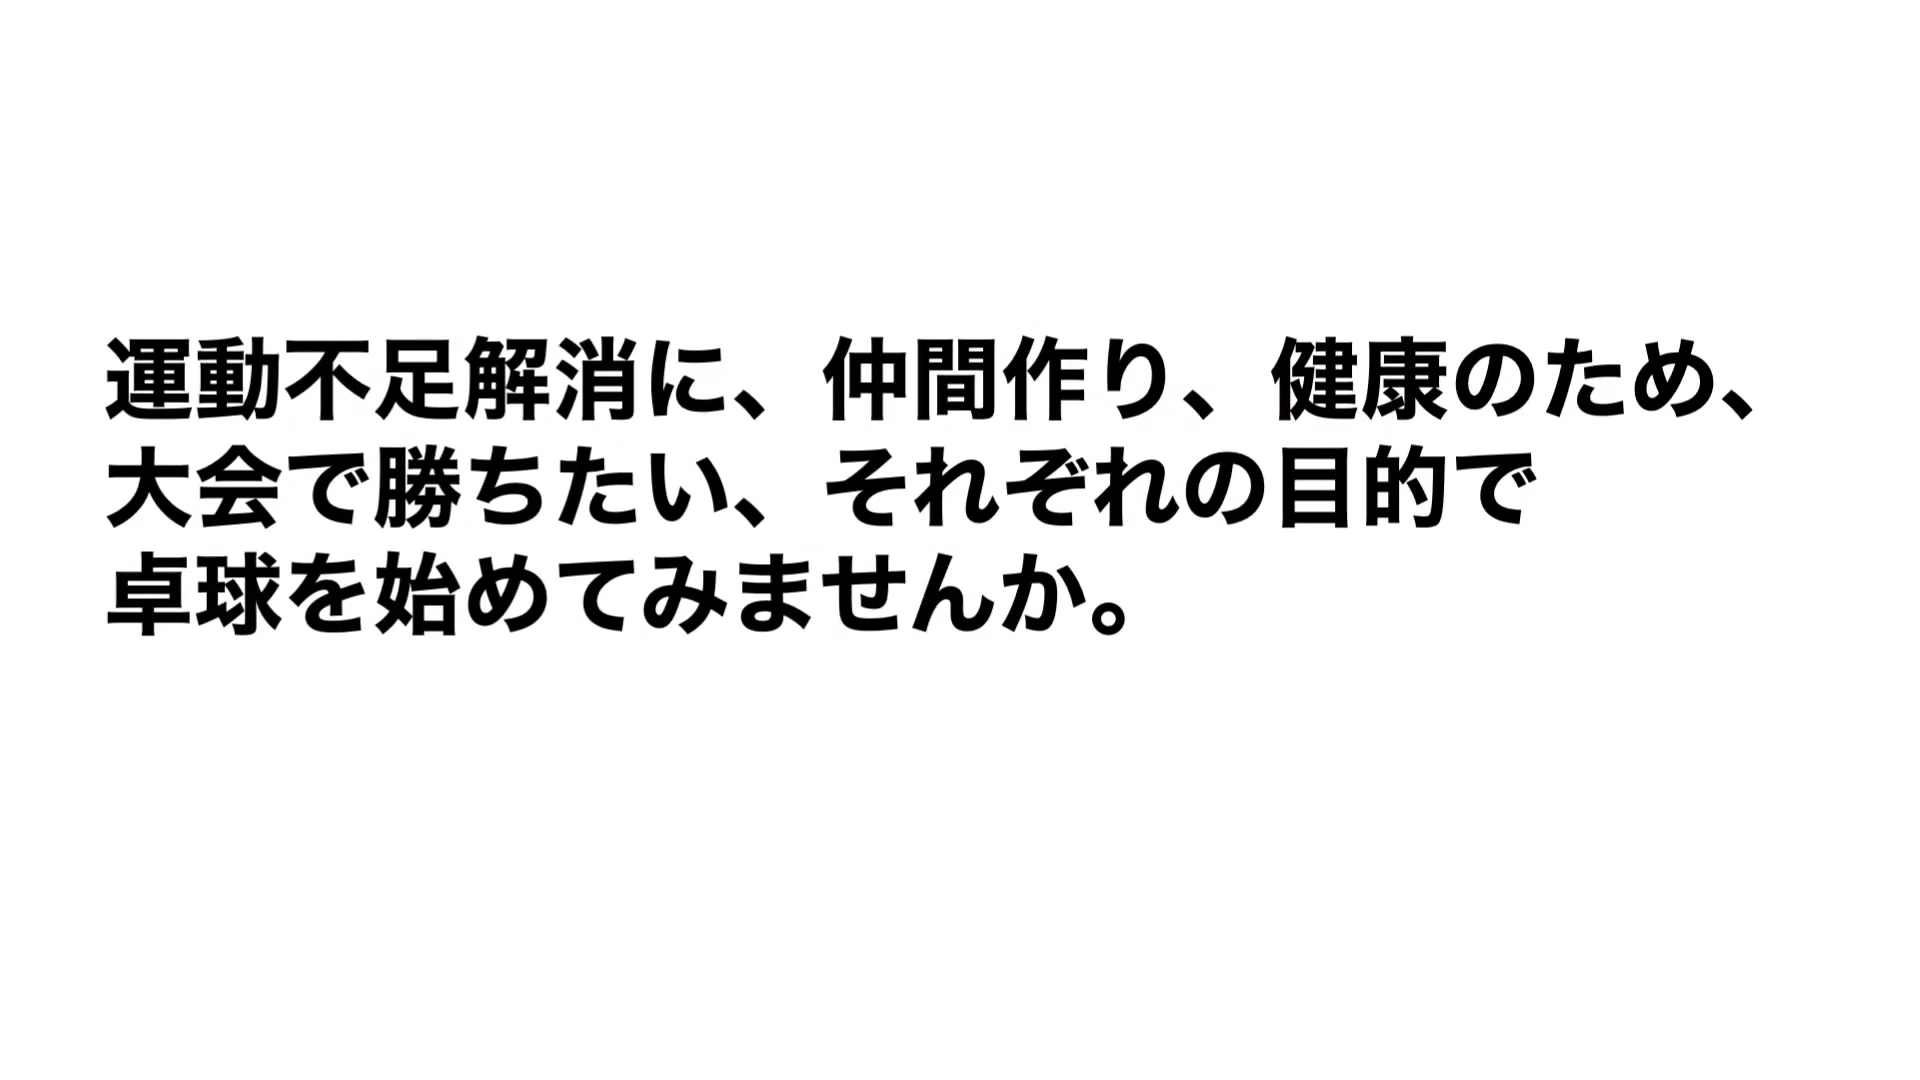 運動不足解消に、仲間作り、健康のため、
大会で勝ちたい、それぞれの目的で
卓球を始めてみませんか。